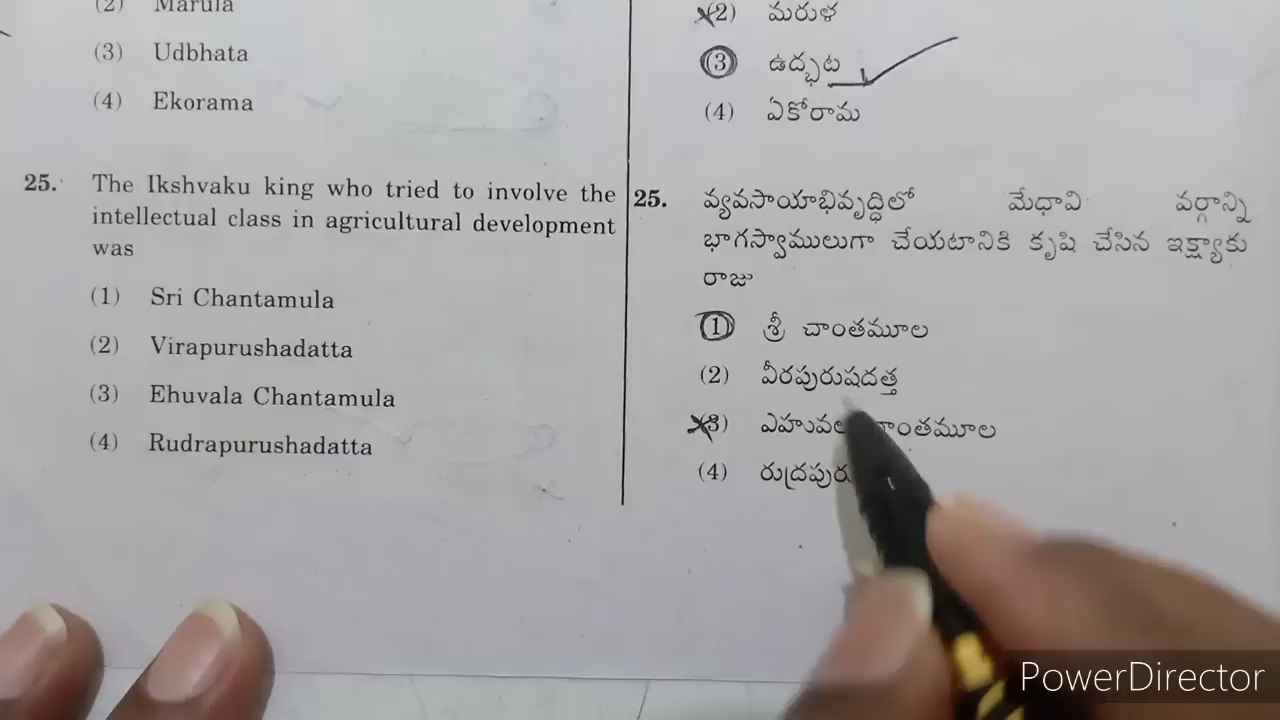 (2) Marula
(3) Udbhata
(4) Ekorama
25. The Ikshvaku king who tried to involve the
intellectual class in agricultural development
was
(1) Sri Chantamula
(2) Virapurushadatta
(3) Ehuvala Chantamula
(4) Rudrapurushadatta
(2) మరుళ
(3) ఉద్భట
(4) ఏకోరామ
25. వ్యవసాయాభివృద్ధిలో మేధావి వర్గాన్ని
భాగస్వాములుగా చేయటానికి కృషి చేసిన ఇక్ష్వాకు
రాజు
(1) శ్రీ చాంతమూల
(2) వీరపురుషదత్త
(3)
(4)
PowerDirector